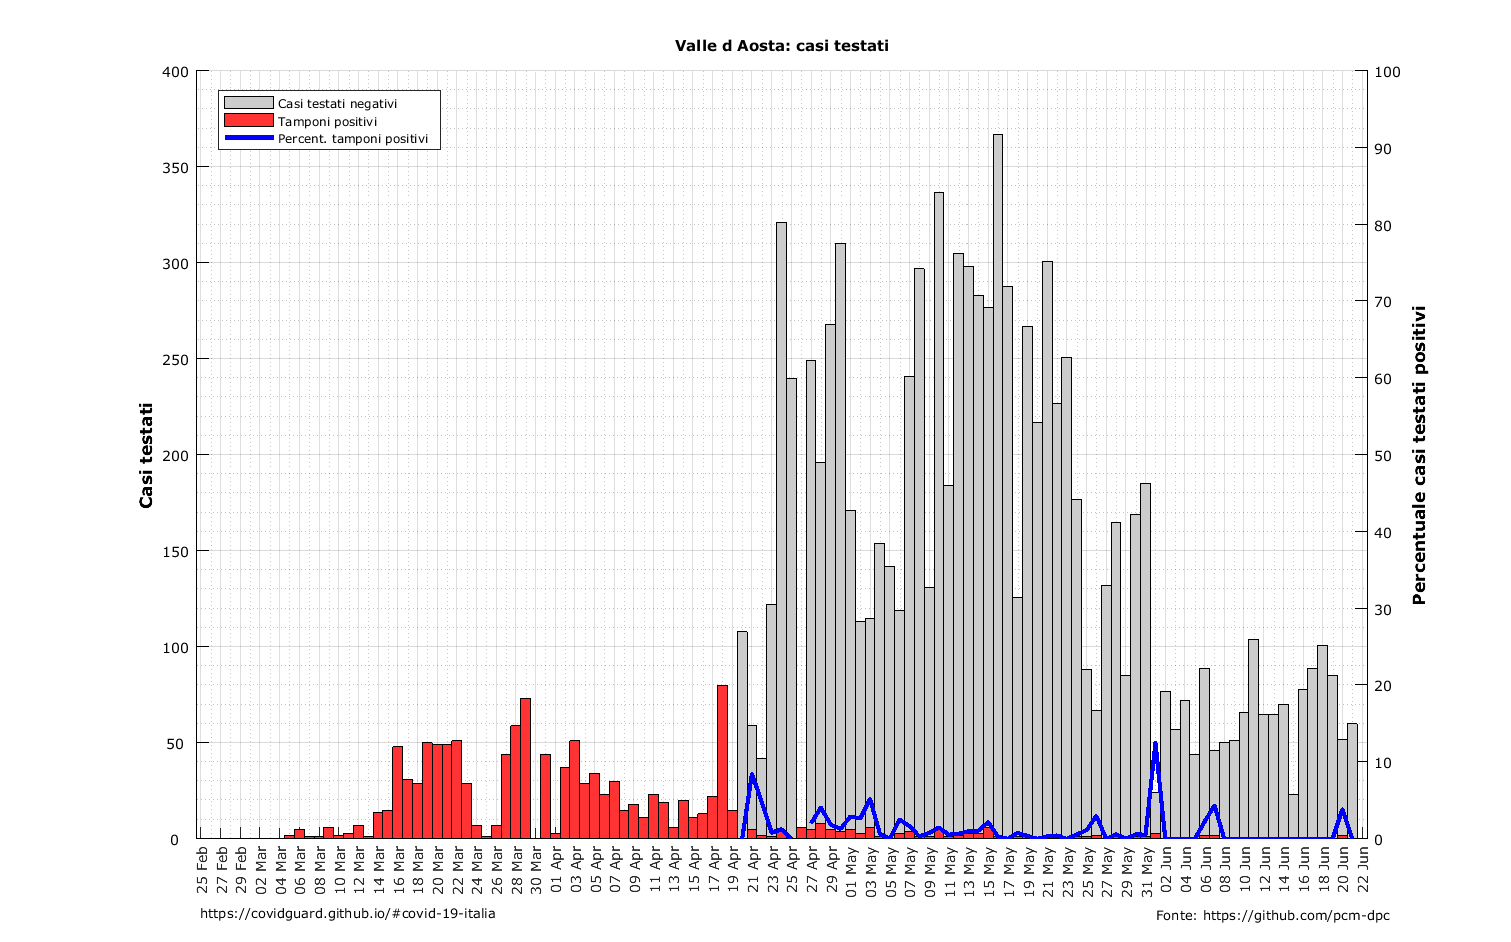 Valle d Aosta: casi testati
Casi testati negativi
Tamponi positivi
Percent. tamponi positivi
Casi testati
400
350
300
250
200
150
100
50
0
100
90
80
70
60
50
40
30
20
10
0
Percentuale casi testati positivi
25 Feb
27 Feb
29 Feb
02 Mar
04 Mar
06 Mar
08 Mar
10 Mar
12 Mar
14 Mar
16 Mar
18 Mar
20 Mar
22 Mar
24 Mar
26 Mar
28 Mar
30 Mar
01 Apr
03 Apr
05 Apr
07 Apr
09 Apr
11 Apr
13 Apr
15 Apr
17 Apr
19 Apr
21 Apr
23 Apr
25 Apr
27 Apr
29 Apr
01 May
03 May
05 May
07 May
09 May
11 May
13 May
15 May
17 May
19 May
21 May
23 May
25 May
27 May
29 May
31 May
02 Jun
04 Jun
06 Jun
08 Jun
10 Jun
12 Jun
14 Jun
16 Jun
18 Jun
20 Jun
22 Jun
https://covidguard.github.io/#covid-19-italia
Fonte: https://github.com/pcm-dpc